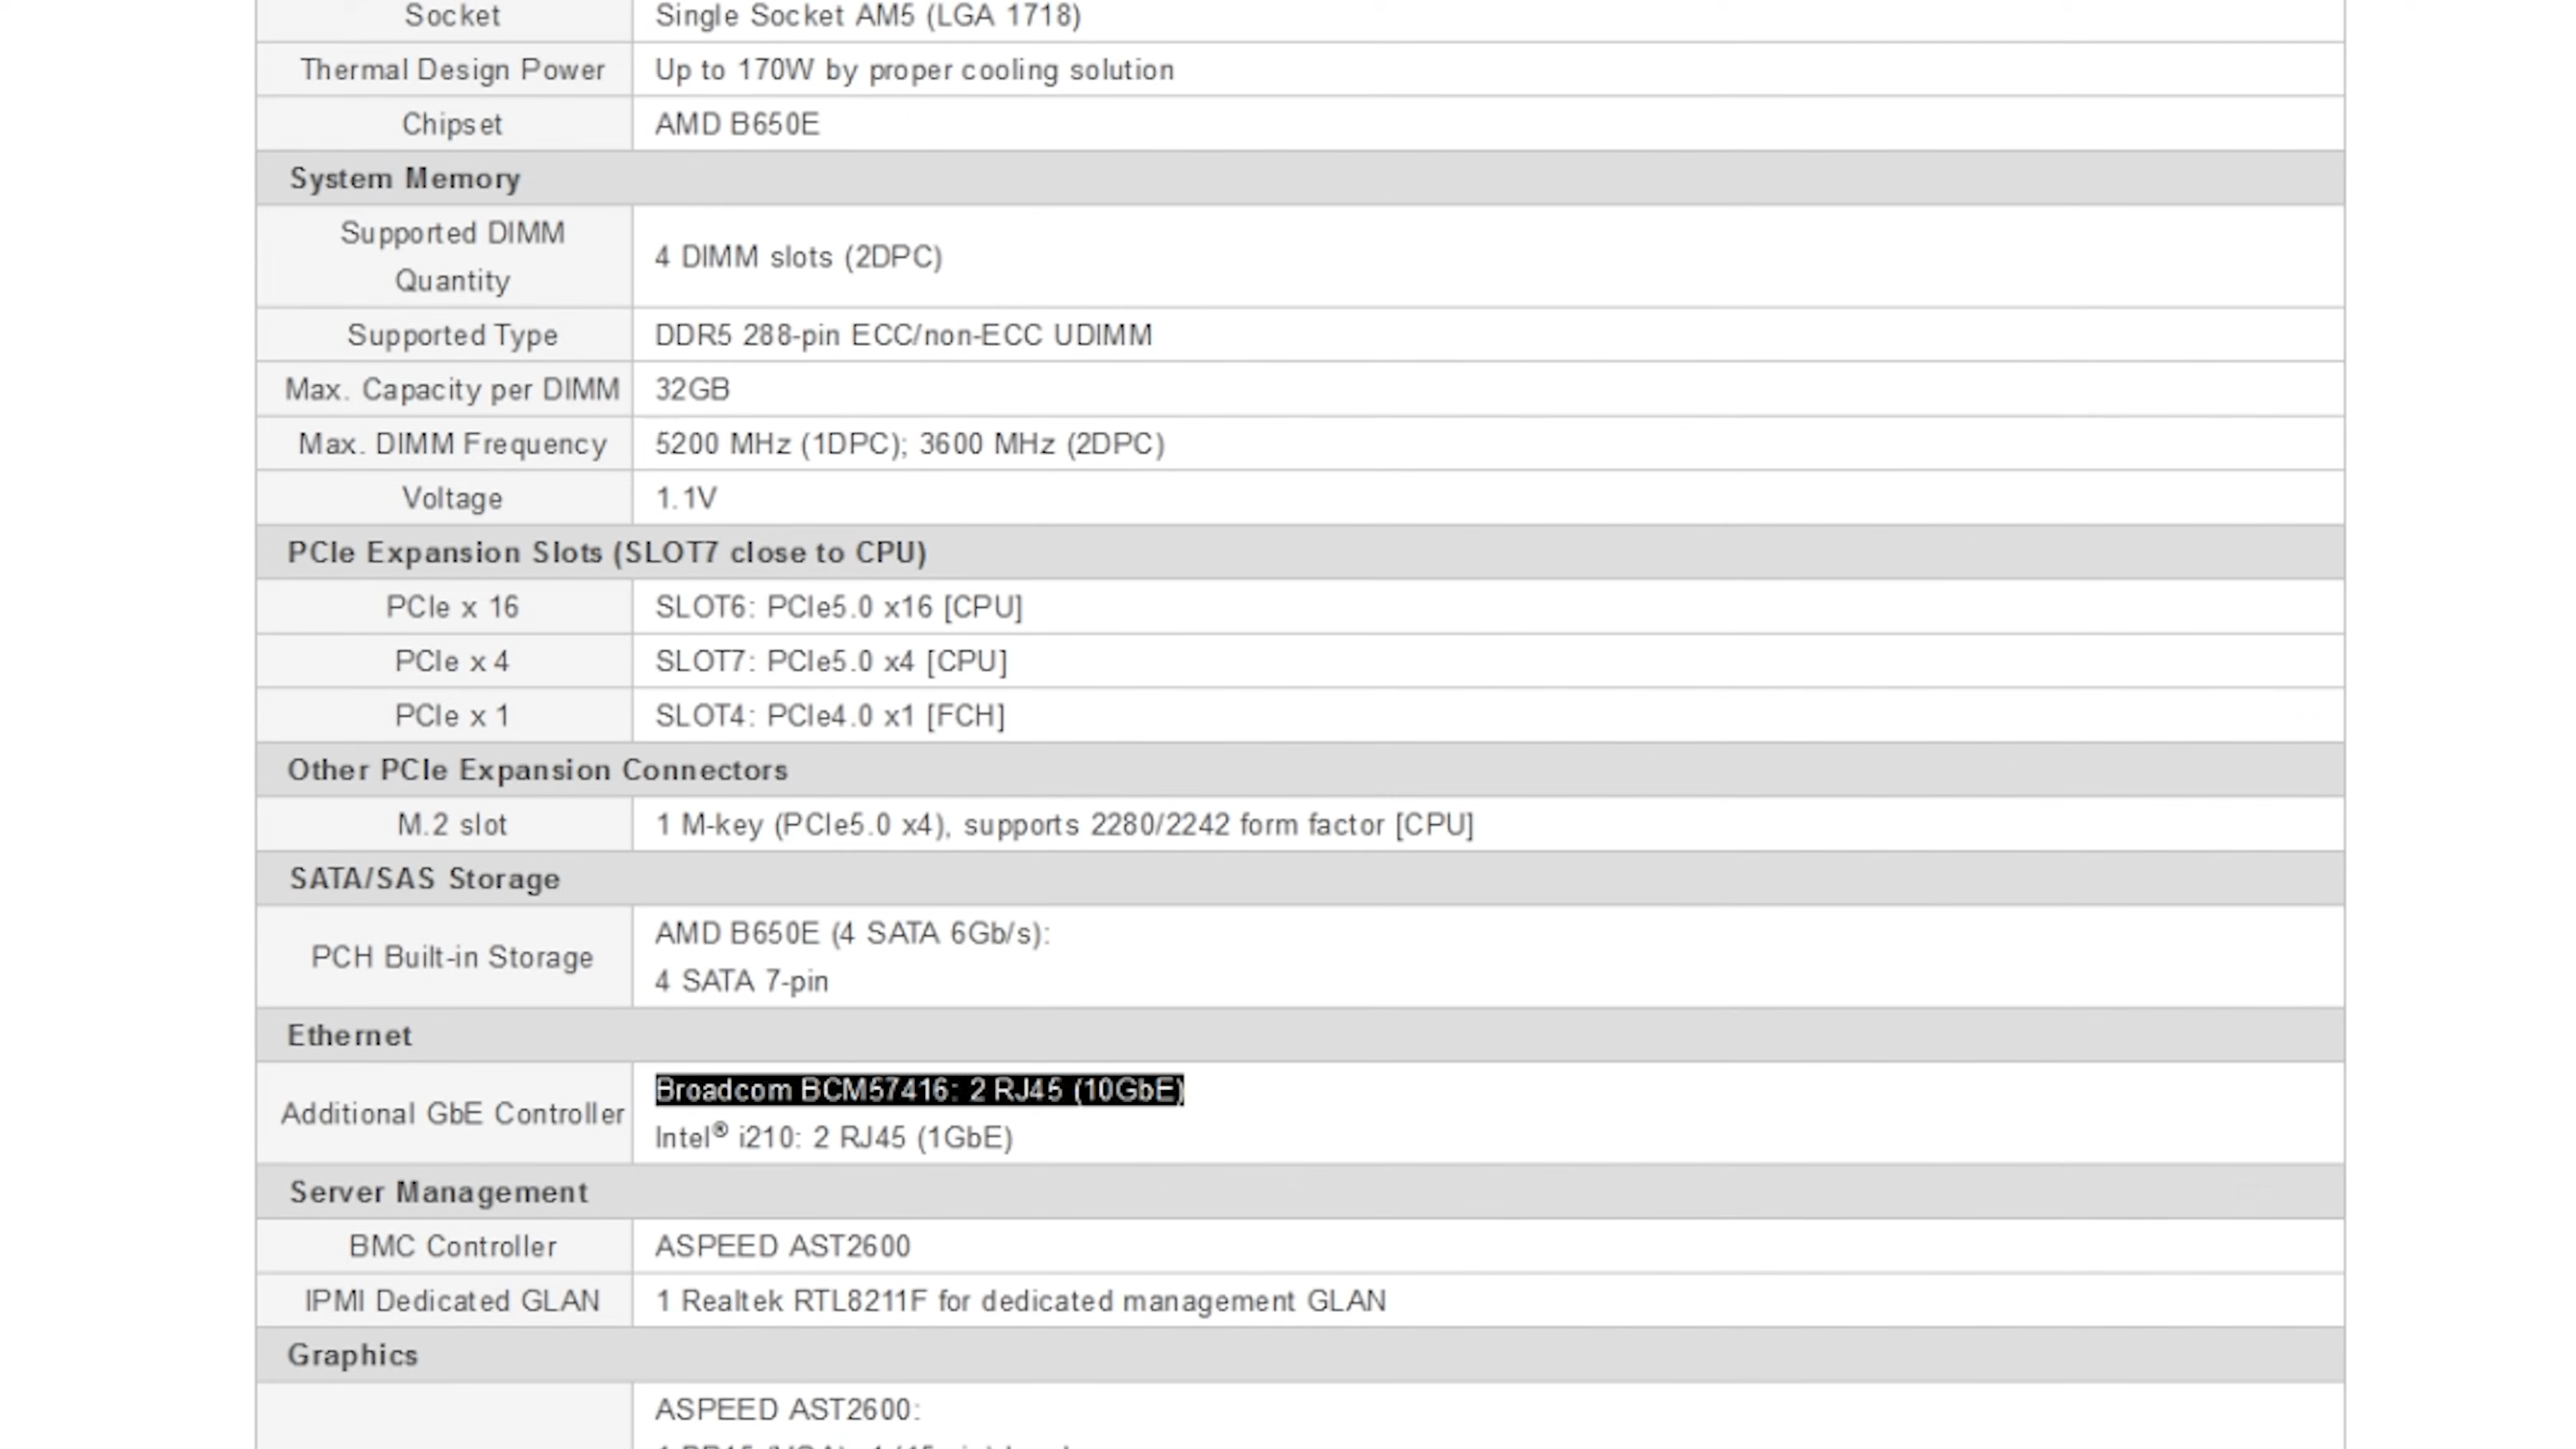 Socket
Single Socket AM5 (LGA 1718)
Thermal Design Power
Up to 170W by proper cooling solution
Chipset
AMD B650E
System Memory
Supported DIMM
Quantity
4 DIMM slots (2DPC)
Supported Type
DDR5 288-pin ECC/non-ECC UDIMM
Max. Capacity per DIMM
32GB
Max. DIMM Frequency
5200 MHz (1DPC); 3600 MHz (2DPC)
Voltage
1.1V
PCIe Expansion Slots (SLOT7 close to CPU)
PCIe x 16
SLOT6: PCIe5.0 x16 [CPU]
PCIe x 4
SLOT7: PCIe5.0 x4 [CPU]
PCIe x 1
SLOT4: PCIe4.0 x1 [FCH]
Other PCIe Expansion Connectors
M.2 slot
1 M-key (PCIe5.0 x4), supports 2280/2242 form factor [CPU]
SATA/SAS Storage
PCH Built-in Storage
AMD B650E (4 SATA 6Gb/s):
4 SATA 7-pin
Ethernet
Additional GbE Controller
Broadcom BCM57416: 2 RJ45 (10GbE)
Intel® i210: 2 RJ45 (1GbE)
Server Management
BMC Controller
ASPEED AST2600
IPMI Dedicated GLAN
1 Realtek RTL8211F for dedicated management GLAN
Graphics
ASPEED AST2600: